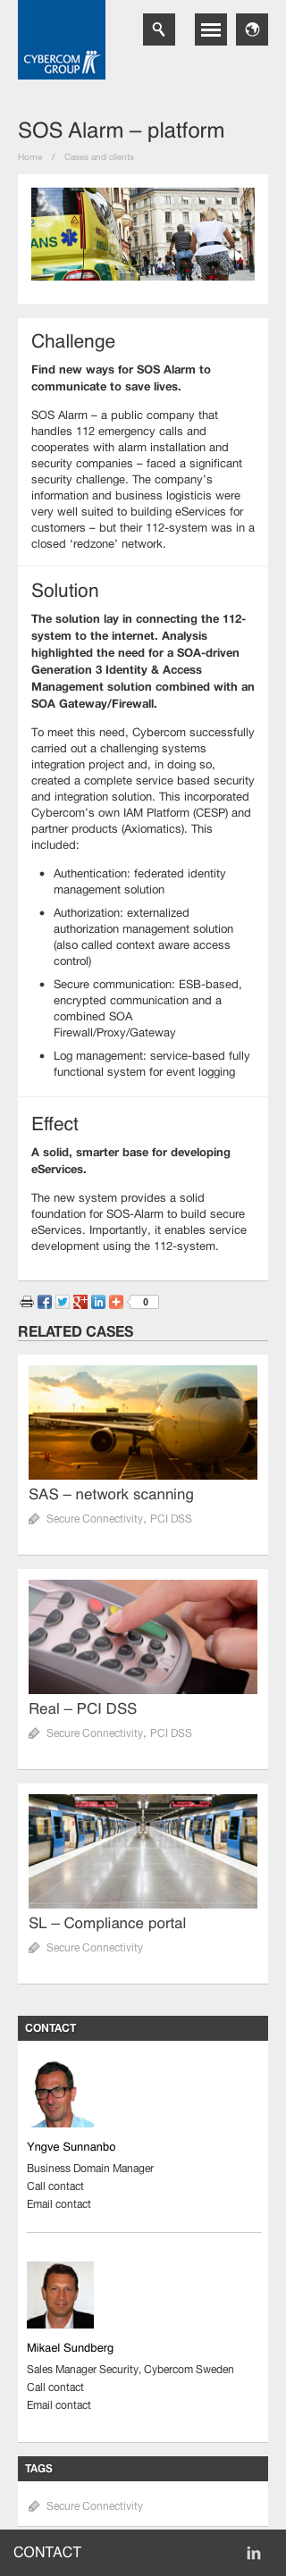 CYBERCOM
GROUP
SOS Alarm – platform
Home / Cases and clients
ANS
Challenge
Find new ways for SOS Alarm to
communicate to save lives.
SOS Alarm – a public company that
handles 112 emergency calls and
cooperates with alarm installation and
security companies – faced a significant
security challenge. The company's
information and business logisticis were
very well suited to building eServices for
customers – but their 112-system was in a
closed ‘redzone’ network.
Solution
The solution lay in connecting the 112-
system to the internet. Analysis
highlighted the need for a SOA-driven
Generation 3 Identity & Access
Management solution combined with an
SOA Gateway/Firewall.
To meet this need, Cybercom successfully
carried out a challenging systems
integration project and, in doing so,
created a complete service based security
and integration solution. This incorporated
Cybercom's own IAM Platform (CESP) and
partner products (Axiomatics). This
included:
• Authentication: federated identity
management solution
• Authorization: externalized
authorization management solution
(also called context aware access
control)
• Secure communication: ESB-based,
encrypted communication and a
combined SOA
Firewall/Proxy/Gateway
• Log management: service-based fully
functional system for event logging
Effect
A solid, smarter base for developing
eServices.
The new system provides a solid
foundation for SOS-Alarm to build secure
eServices. Importantly, it enables service
development using the 112-system.
0
RELATED CASES
SAS – network scanning
Secure Connectivity, PCI DSS
Real – PCI DSS
Secure Connectivity, PCI DSS
SL – Compliance portal
Secure Connectivity
CONTACT
Yngve Sunnanbo
Business Domain Manager
Call contact
Email contact
Mikael Sundberg
Sales Manager Security, Cybercom Sweden
Call contact
Email contact
TAGS
Secure Connectivity
CONTACT
in